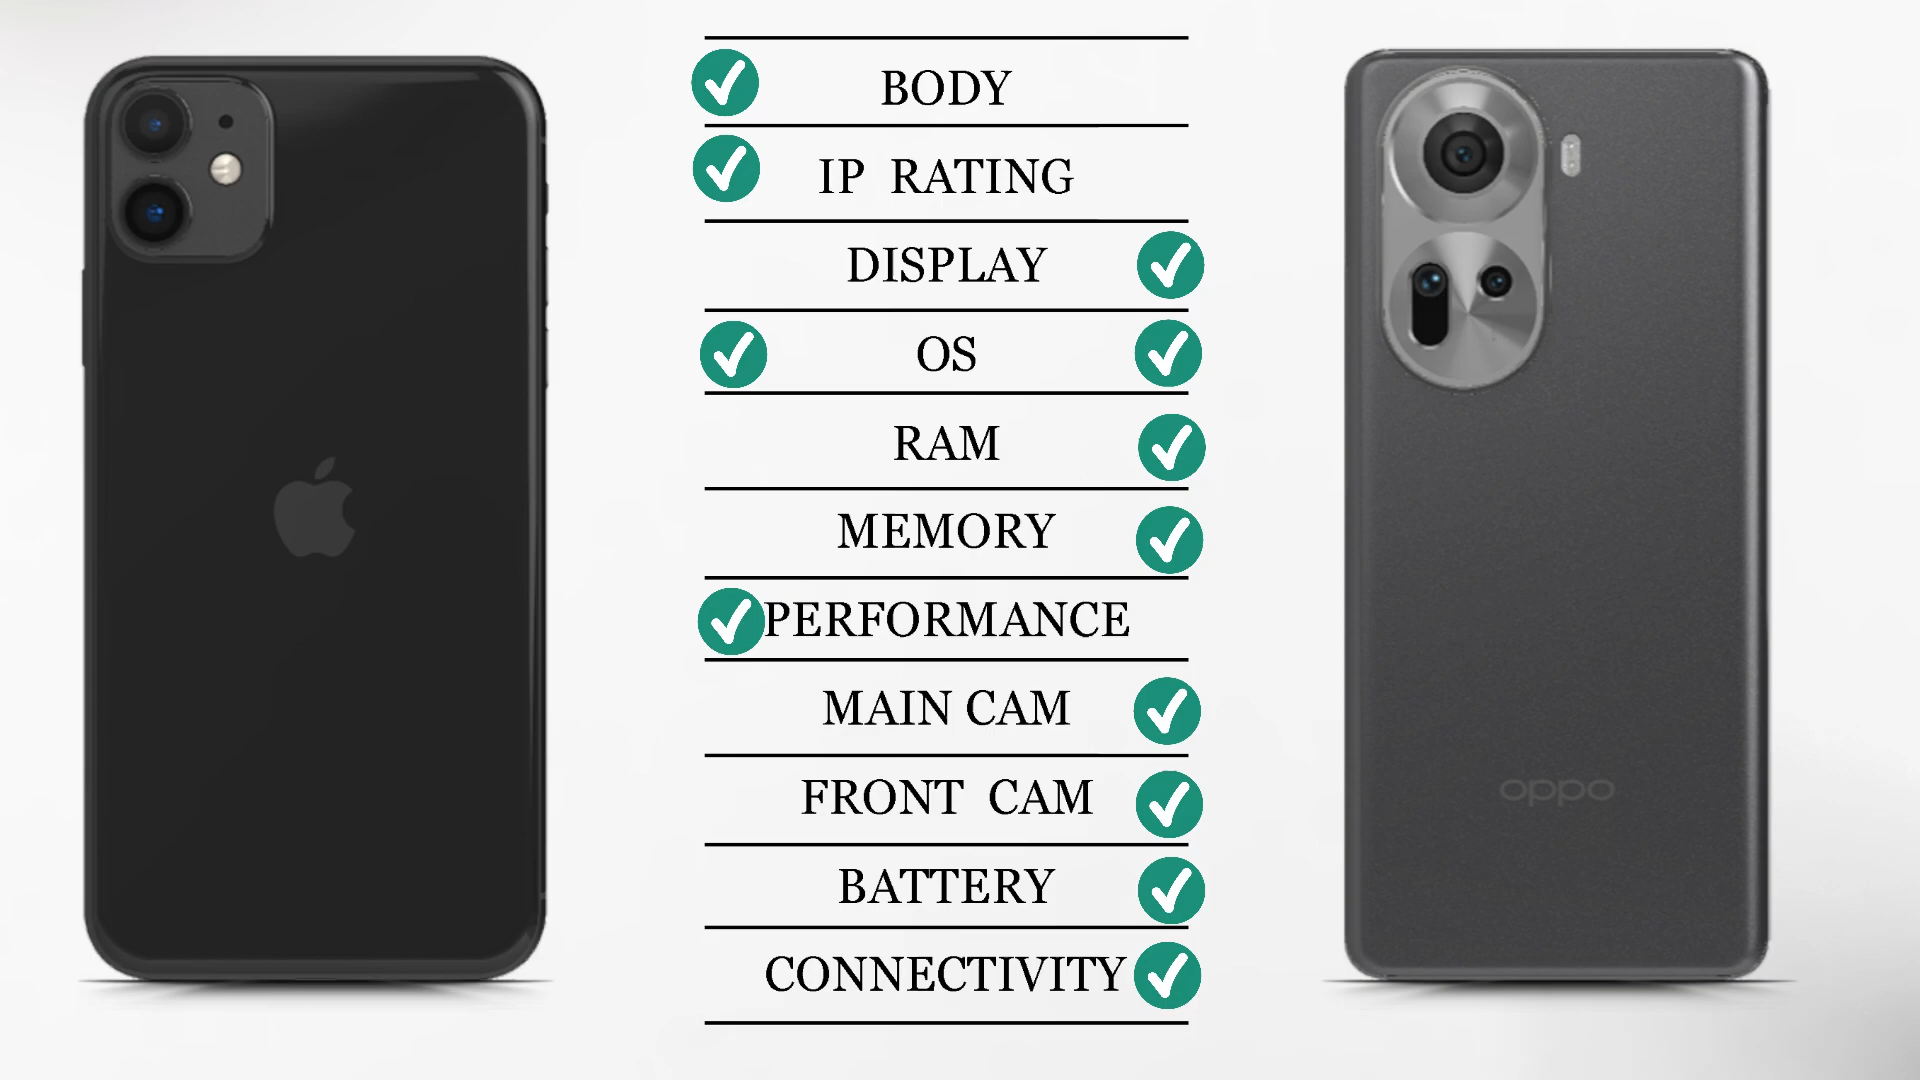 BODY
IP RATING
DISPLAY
OS
RAM
MEMORY
PERFORMANCE
MAIN CAM
FRONT CAM
BATTERY
CONNECTIVITY
oppo